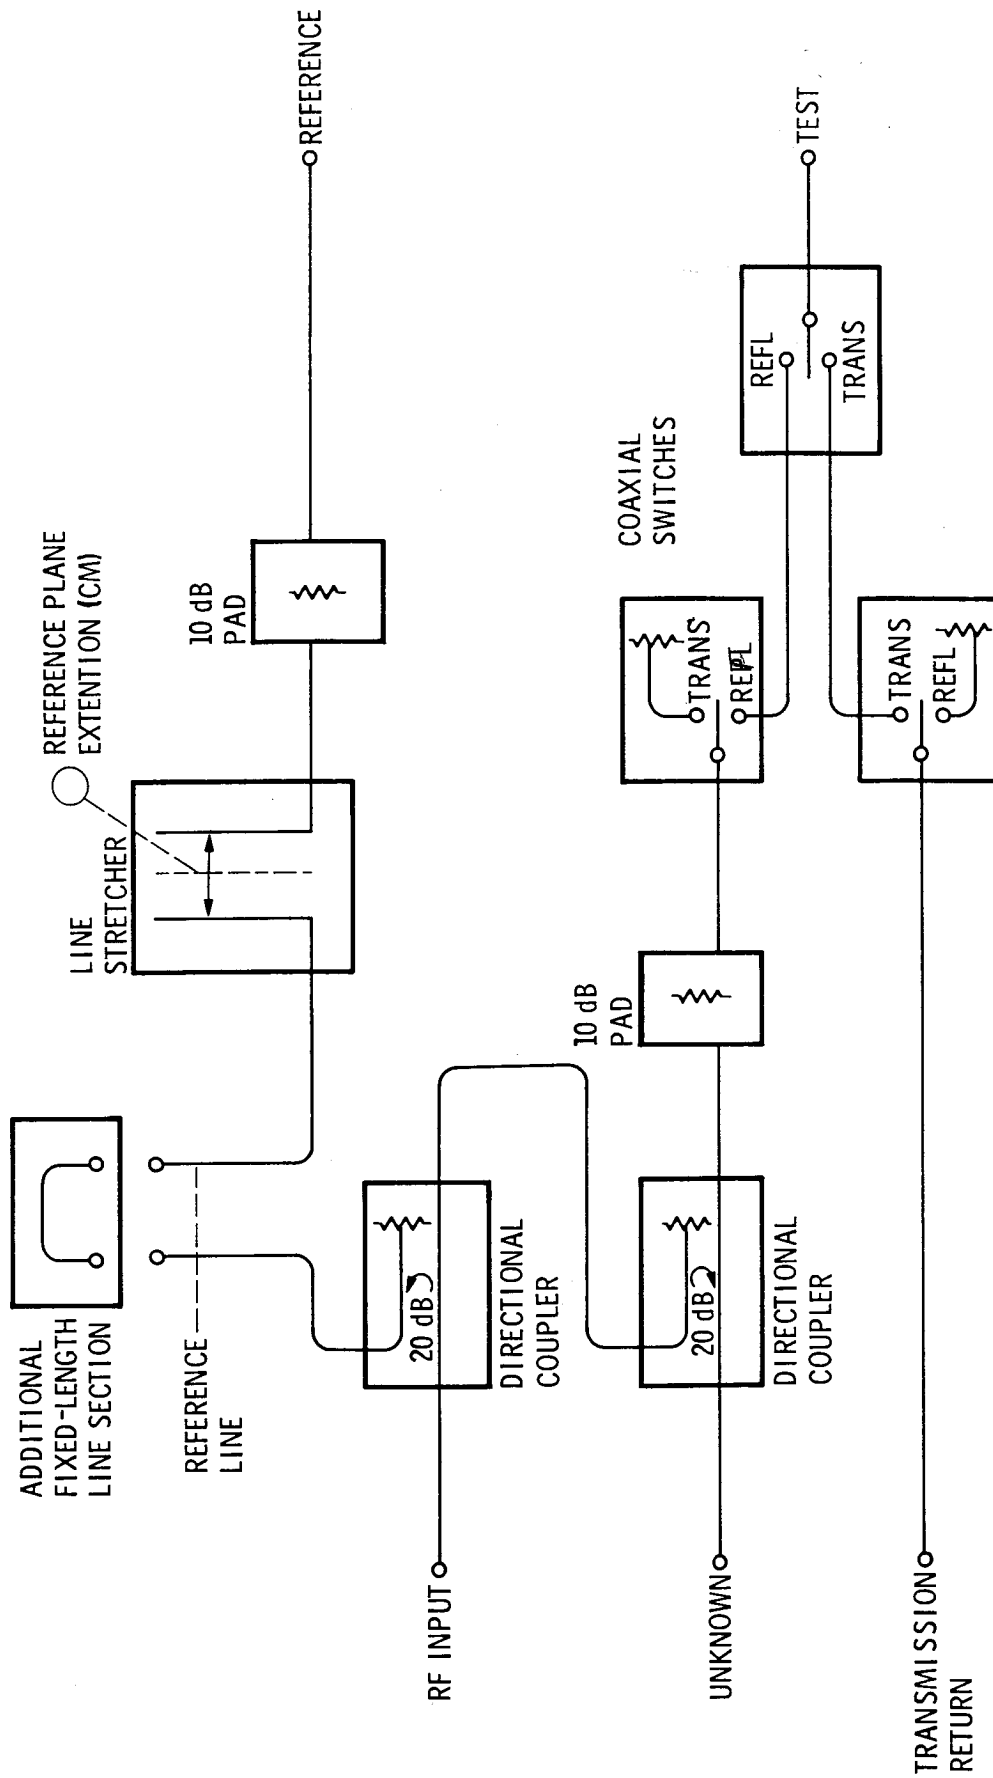 ADDITIONAL
FIXED-LENGTH
LINE SECTION
REFERENCE
LINE
LINE
STRETCHER
REFERENCE PLANE
EXTENTION (CM)
10 dB
PAD
REFERENCE
RF INPUT
20 dB
DIRECTIONAL
COUPLER
UNKNOWN
20 dB
DIRECTIONAL
COUPLER
10 dB
PAD
COAXIAL
SWITCHES
TRANS
REFL
REFL
TRANS
TEST
TRANSMISSION
RETURN
TRANS
REFL